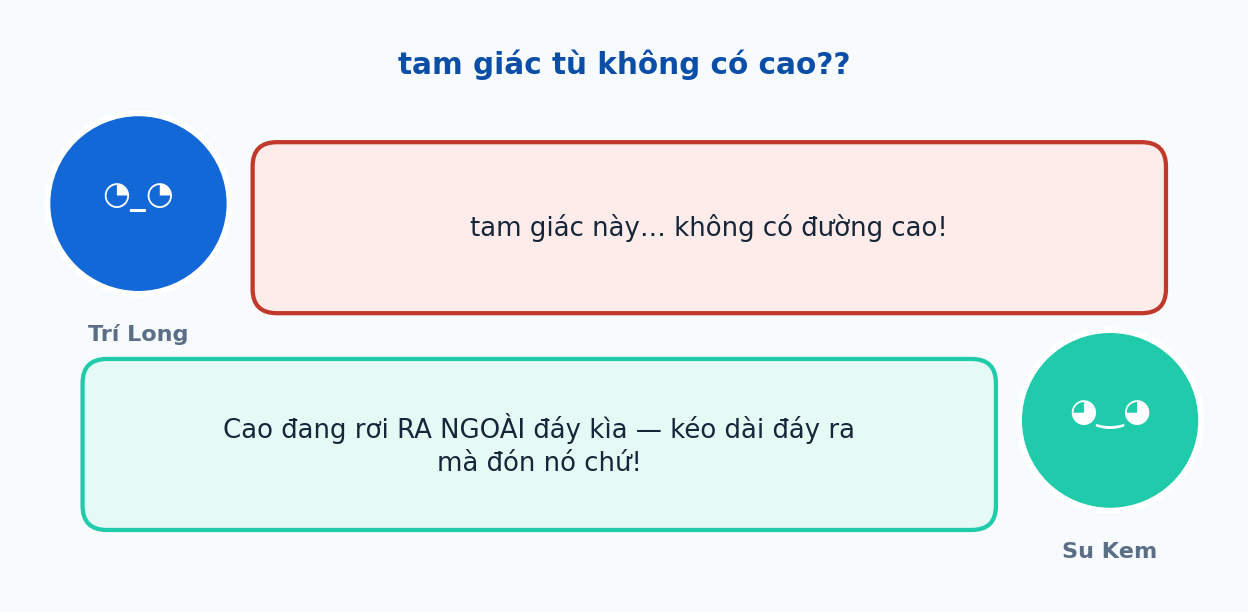 tam giác tù không có cao??
tam giác này... không có đường cao!
Trí Long
Cao đang rơi RA NGOÀI đáy kìa — kéo dài đáy ra
mà đón nó chứ!
Su Kem